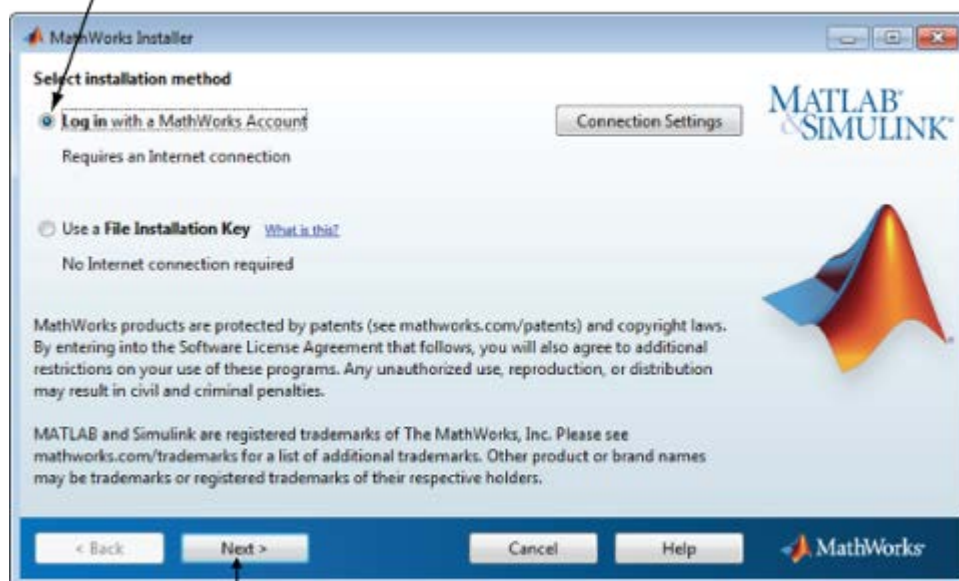 MathWorks Installer
Select installation method
Log in with a MathWorks Account
Connection Settings
Requires an Internet connection
Use a File Installation Key What is this?
No Internet connection required
MathWorks products are protected by patents (see mathworks.com/patents) and copyright laws.
By entering into the Software License Agreement that follows, you will also agree to additional
restrictions on your use of these programs. Any unauthorized use, reproduction, or distribution
may result in civil and criminal penalties.
MATLAB and Simulink are registered trademarks of The MathWorks, Inc. Please see
mathworks.com/trademarks for a list of additional trademarks. Other product or brand names
may be trademarks or registered trademarks of their respective holders.
MATLAB®
&SIMULINK®
< Back
Next >
Cancel
Help
MathWorks®